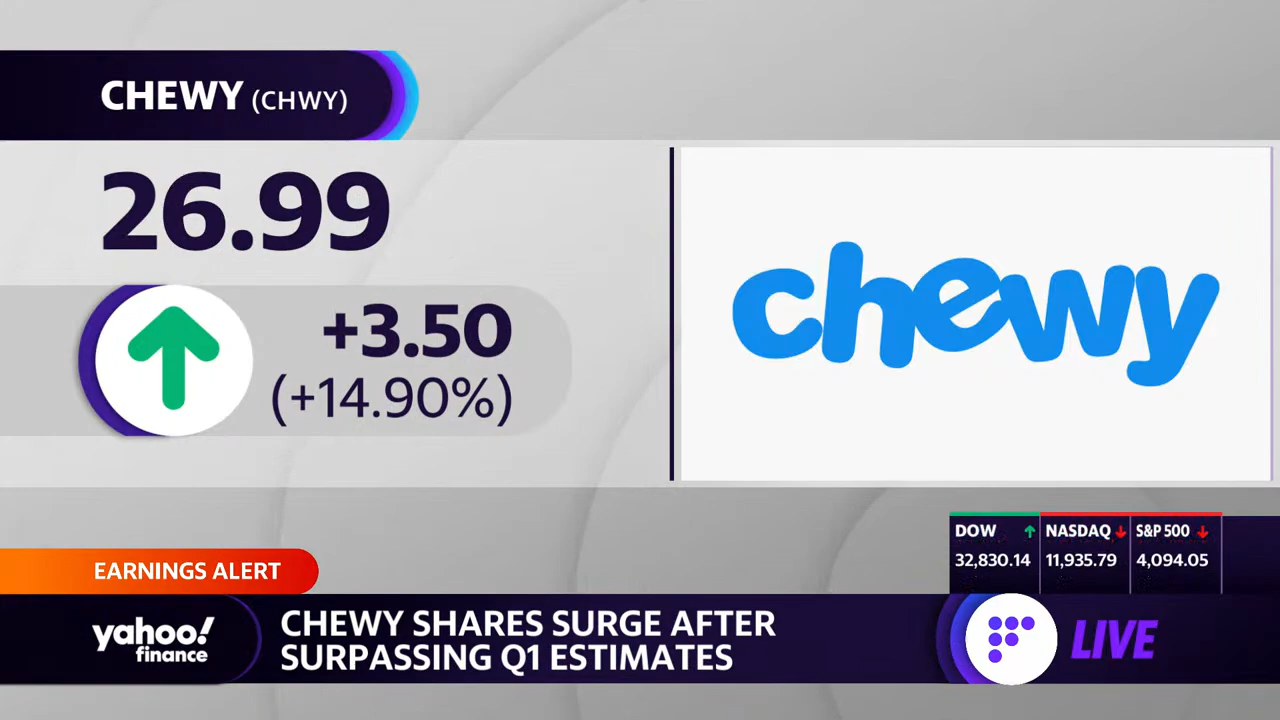 CHEWY (CHWY)
26.99
+3.50
(+14.90%)
chewy
DOW
32,830.14
NASDAQ
11,935.79
S&P 500
4,094.05
EARNINGS ALERT
yahoo!
finance
CHEWY SHARES SURGE AFTER
SURPASSING Q1 ESTIMATES
LIVE